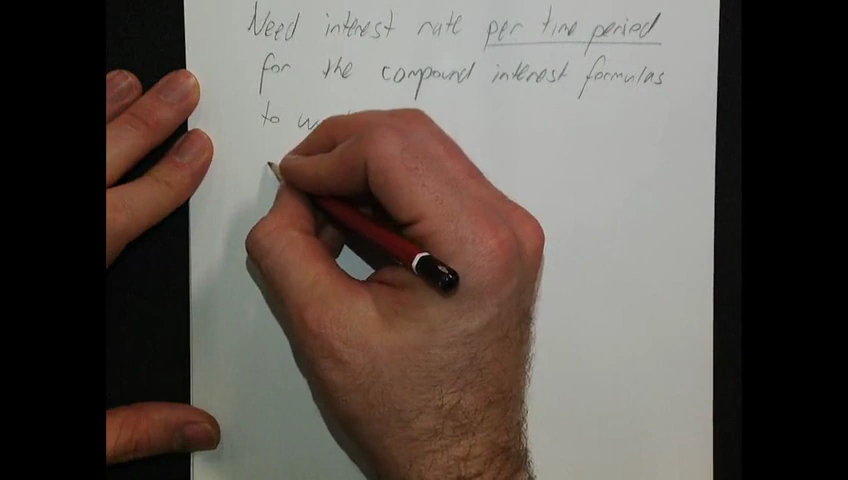 Need interest rate per time period
for the compound interest formulas
to